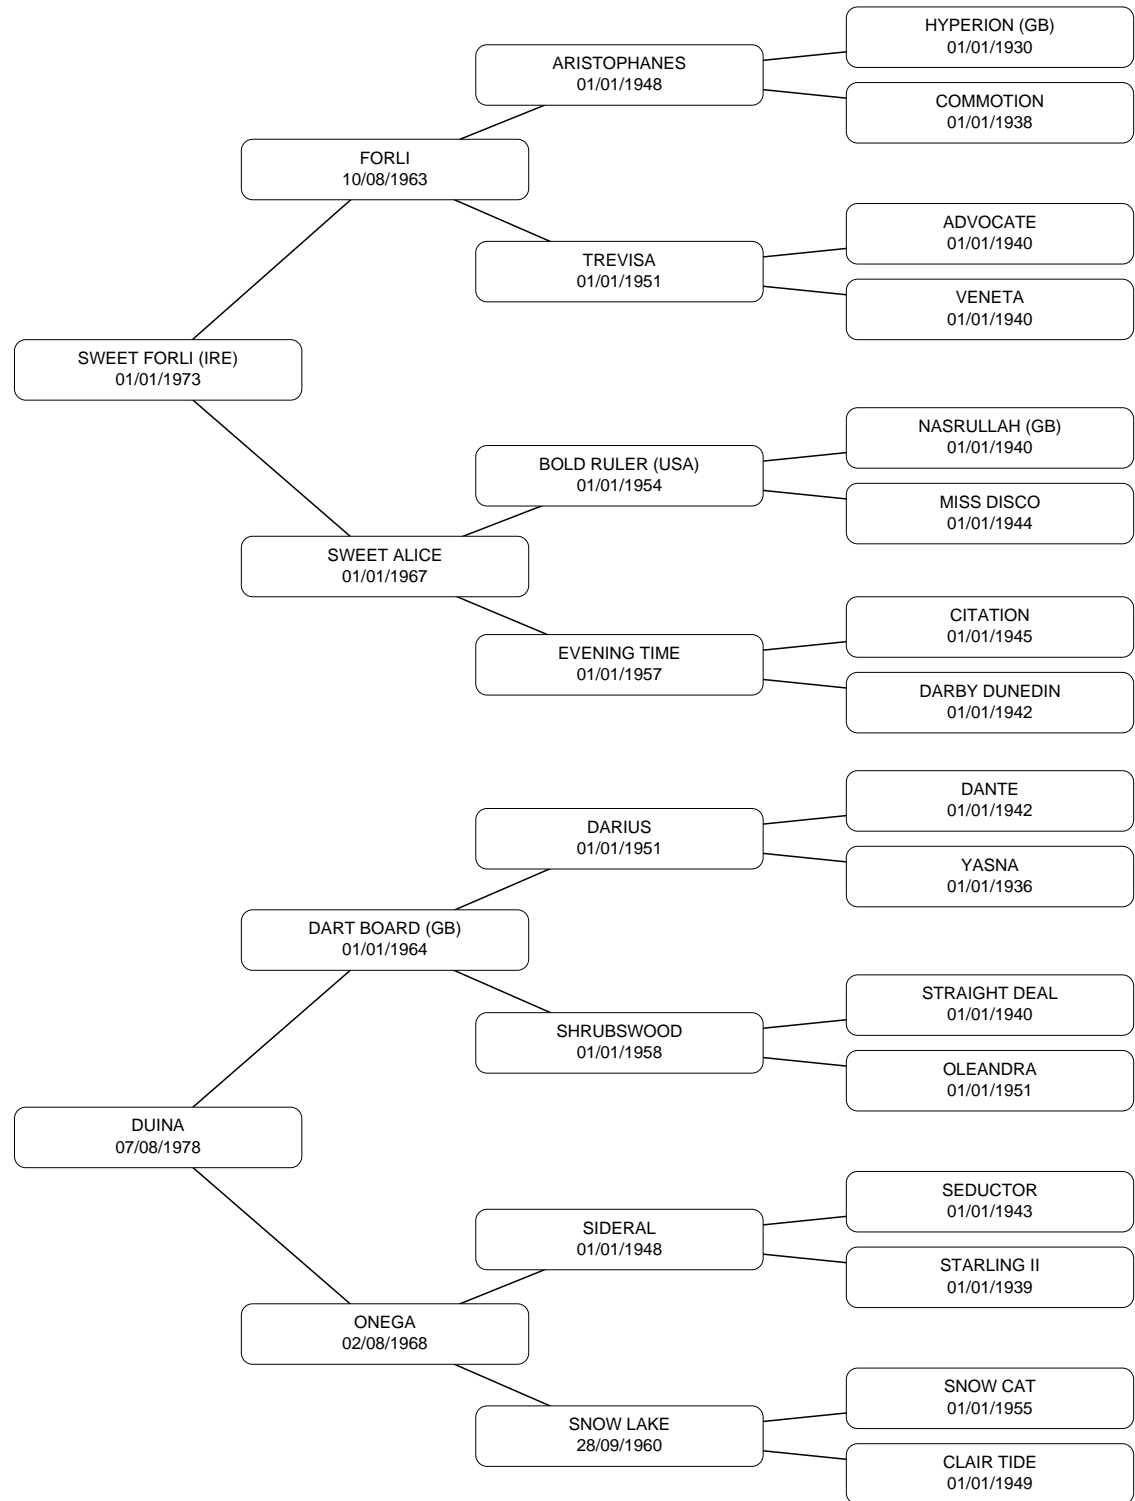 HYPERION (GB)
01/01/1930
ARISTOPHANES
01/01/1948
COMMOTION
01/01/1938
FORLI
10/08/1963
ADVOCATE
01/01/1940
TREVISA
01/01/1951
VENETA
01/01/1940
SWEET FORLI (IRE)
01/01/1973
NASRULLAH (GB)
01/01/1940
BOLD RULER (USA)
01/01/1954
MISS DISCO
01/01/1944
SWEET ALICE
01/01/1967
CITATION
01/01/1945
EVENING TIME
01/01/1957
DARBY DUNEDIN
01/01/1942
DANTE
01/01/1942
DARIUS
01/01/1951
YASNA
01/01/1936
DART BOARD (GB)
01/01/1964
STRAIGHT DEAL
01/01/1940
SHRUBSWOOD
01/01/1958
OLEANDRA
01/01/1951
DUINA
07/08/1978
SEDUCTOR
01/01/1943
SIDERAL
01/01/1948
STARLING II
01/01/1939
ONEGA
02/08/1968
SNOW CAT
01/01/1955
SNOW LAKE
28/09/1960
CLAIR TIDE
01/01/1949